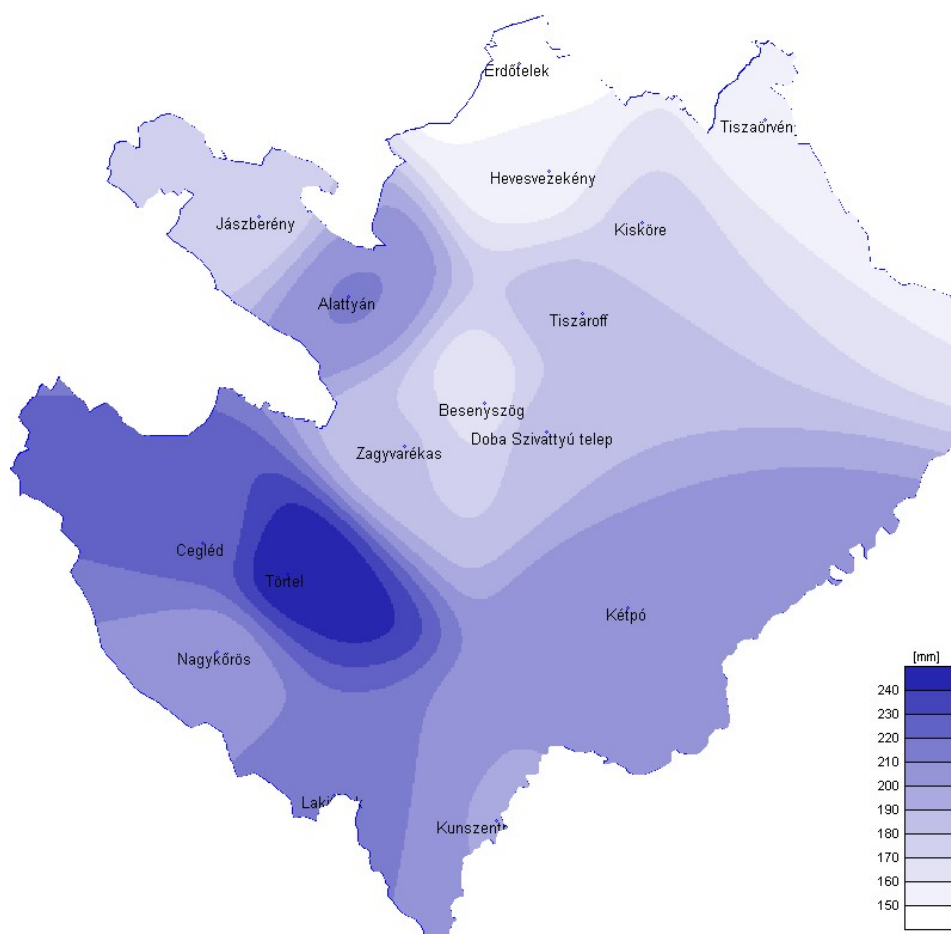 Erdőtelek
Tiszaörvén
Hevesvezekény
Jászberény
Kisköre
Alattyán
Tiszaroff
Besenyszög
Doba Szivattyú telep
Zagyvarékas
Cegléd
Törtel
Kétpó
Nagykőrös
[mm]
240
230
220
210
200
190
180
170
160
150